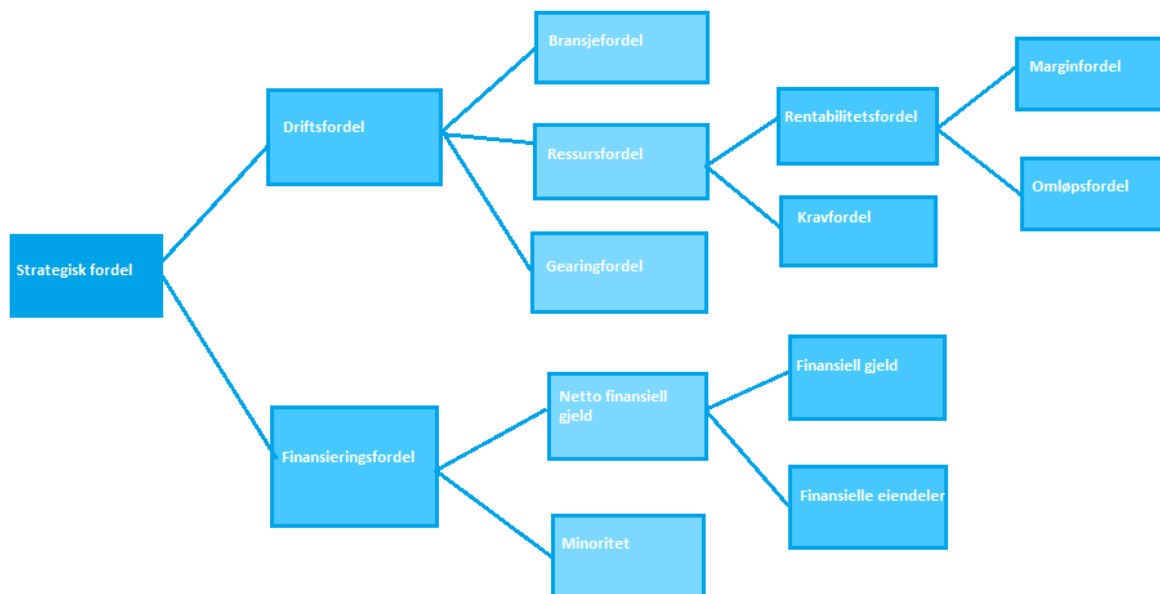 Bransjefordel
Marginfordel
Driftsfordel
Rentabilitetsfordel
Ressursfordel
Omløpsfordel
Kravfordel
Strategisk fordel
Gearingfordel
Finansiell gjeld
Netto finansiell
gjeld
Finansieringsfordel
Finansielle eiendeler
Minoritet